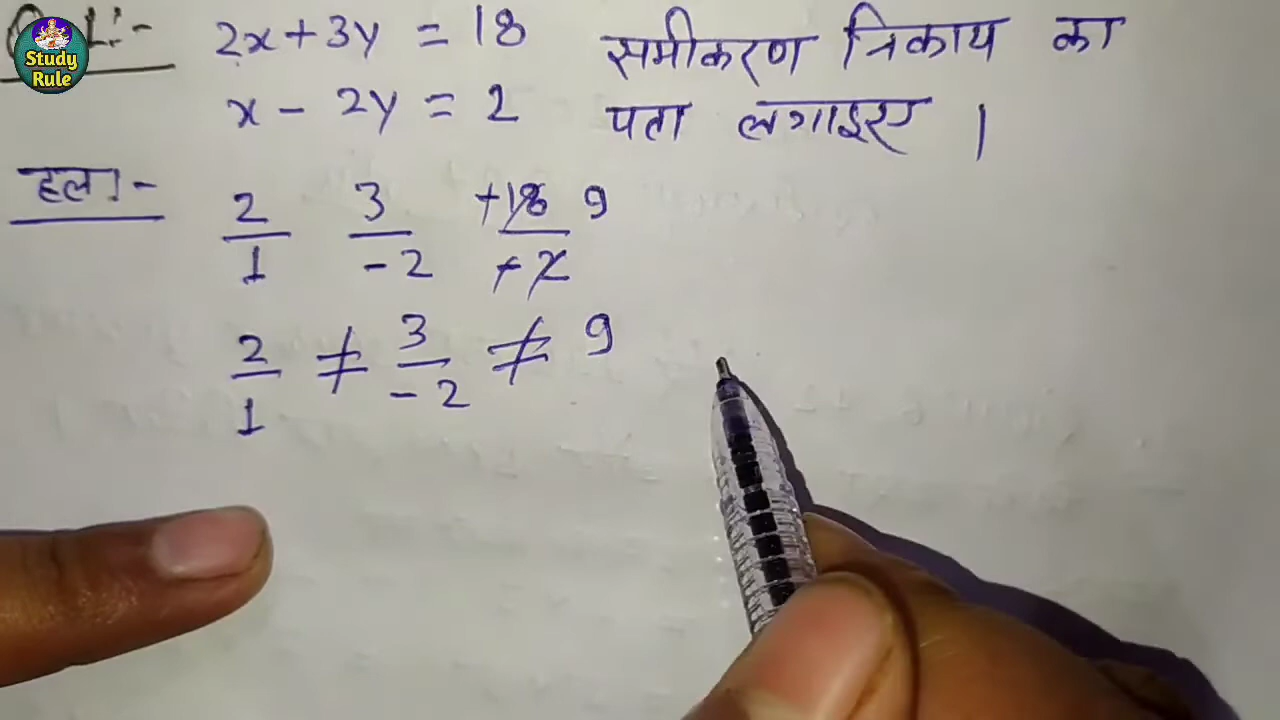 Study Rule
2x+3y = 18 समीकरण त्रिकाय का
x - 2y = 2 पता लगाइए ।
हल:-
2/1 3/-2 +18/+2 9
2/1 ≠ 3/-2 ≠ 9